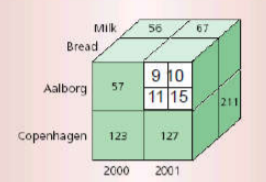 Milk 56 67
Bread
Aalborg 57 9 10
11 15
211
Copenhagen 123 127
2000 2001